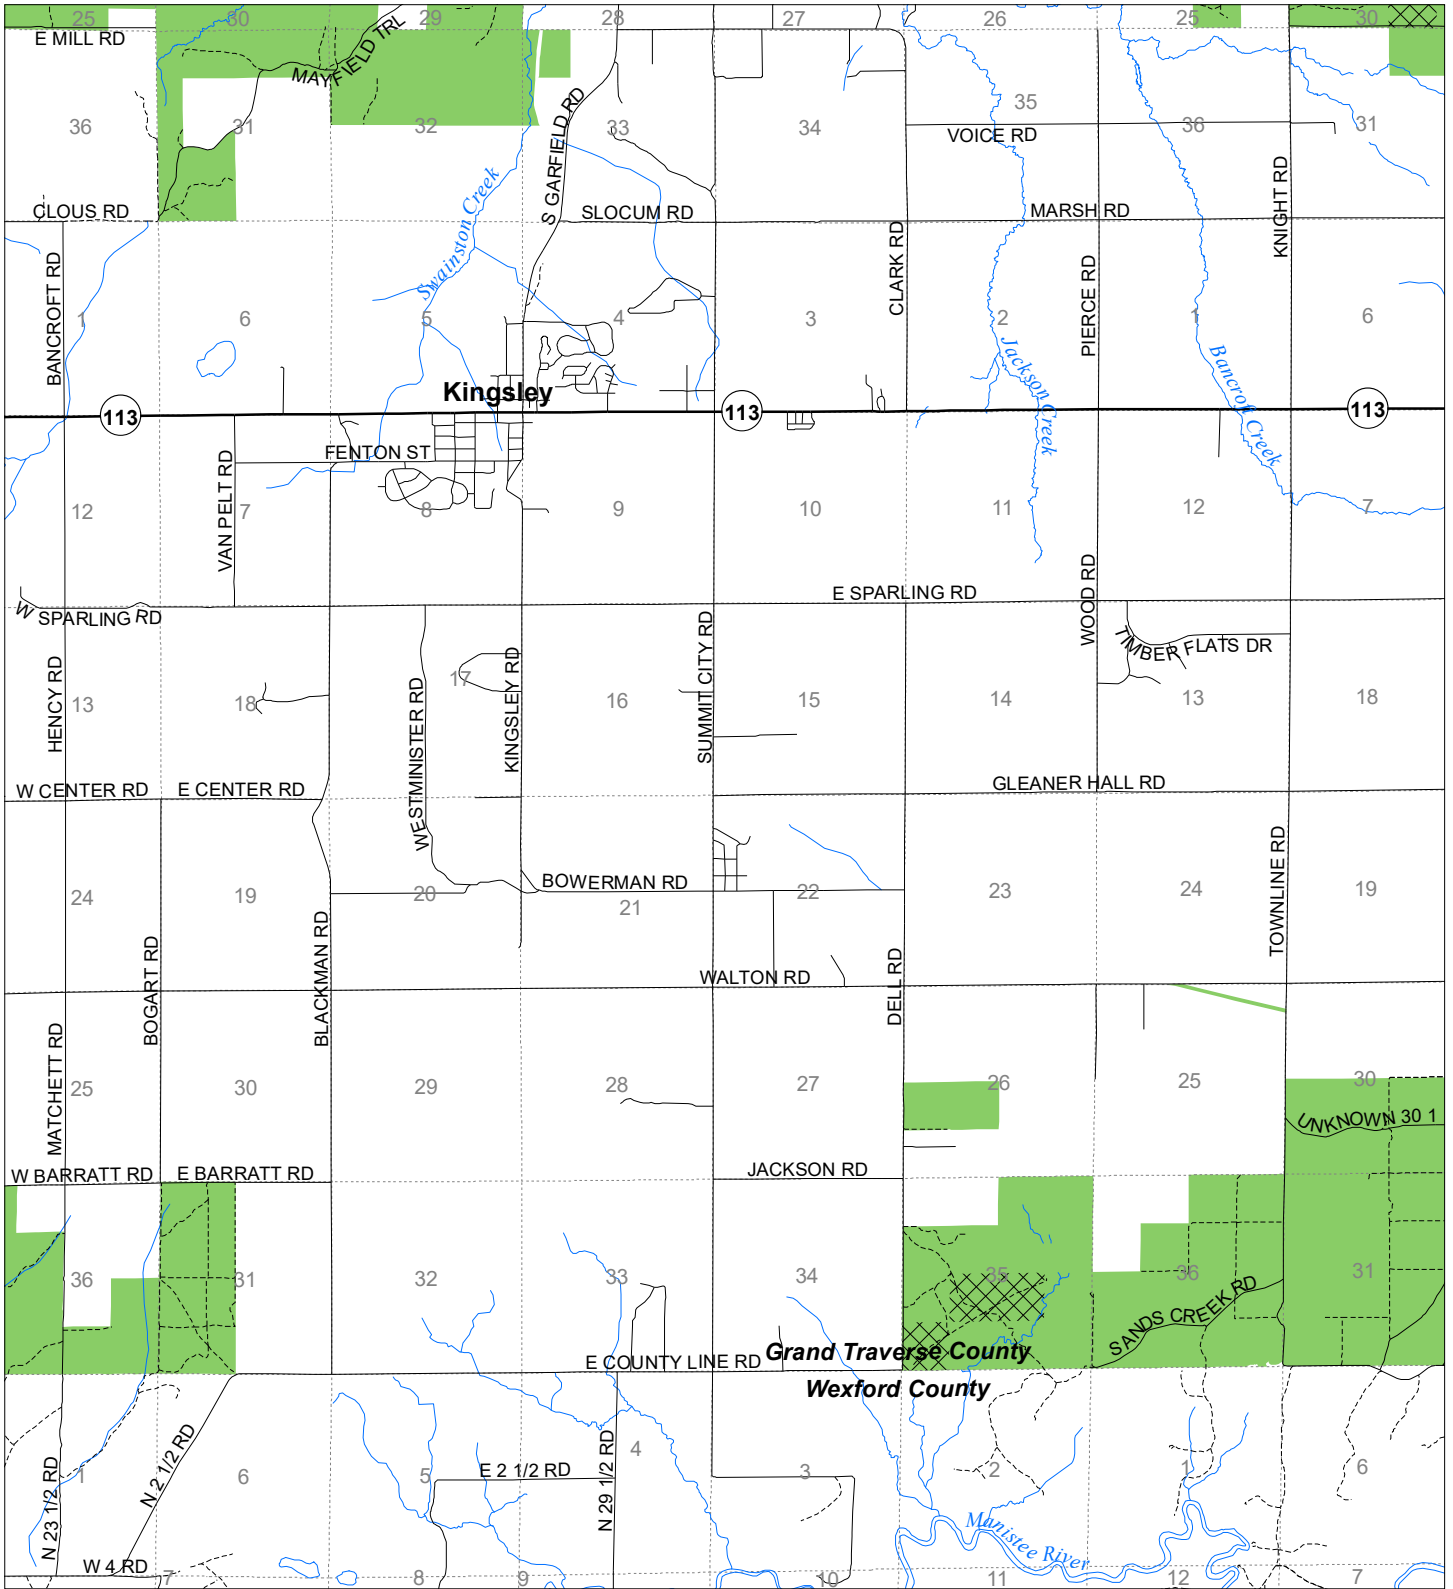 25
30
29
28
27
26
25
30
E MILL RD
MAYFIELD TRL
36
31
32
S GARFIELD RD
33
34
35
VOICE RD
36
31
CLOUS RD
Swainston Creek
SLOCUM RD
MARSH RD
KNIGHT RD
BANCROFT RD
CLARK RD
PIERCE RD
1
6
5
4
3
2
1
6
Jackson Creek
Bancroft Creek
Kingsley
113
113
113
FENTON ST
VAN PELT RD
12
7
8
9
10
11
12
7
W SPARLING RD
E SPARLING RD
WOOD RD
TIMBER FLATS DR
HENCY RD
WESTMINISTER RD
KINGSLEY RD
SUMMIT CITY RD
13
18
17
16
15
14
13
18
W CENTER RD
E CENTER RD
GLEANER HALL RD
BOWERMAN RD
TOWNLINE RD
24
19
20
21
22
23
24
19
BOGART RD
BLACKMAN RD
WALTON RD
DELL RD
MATCHETT RD
25
30
29
28
27
26
25
30
UNKNOWN 30 1
W BARRATT RD
E BARRATT RD
JACKSON RD
36
31
32
33
34
35
36
31
SANDS CREEK RD
E COUNTY LINE RD
Grand Traverse County
Wexford County
N 23 1/2 RD
N 2 1/2 RD
E 2 1/2 RD
N 29 1/2 RD
1
6
5
4
3
2
1
6
Manistee River
W 4 RD
7
8
9
10
11
12
7